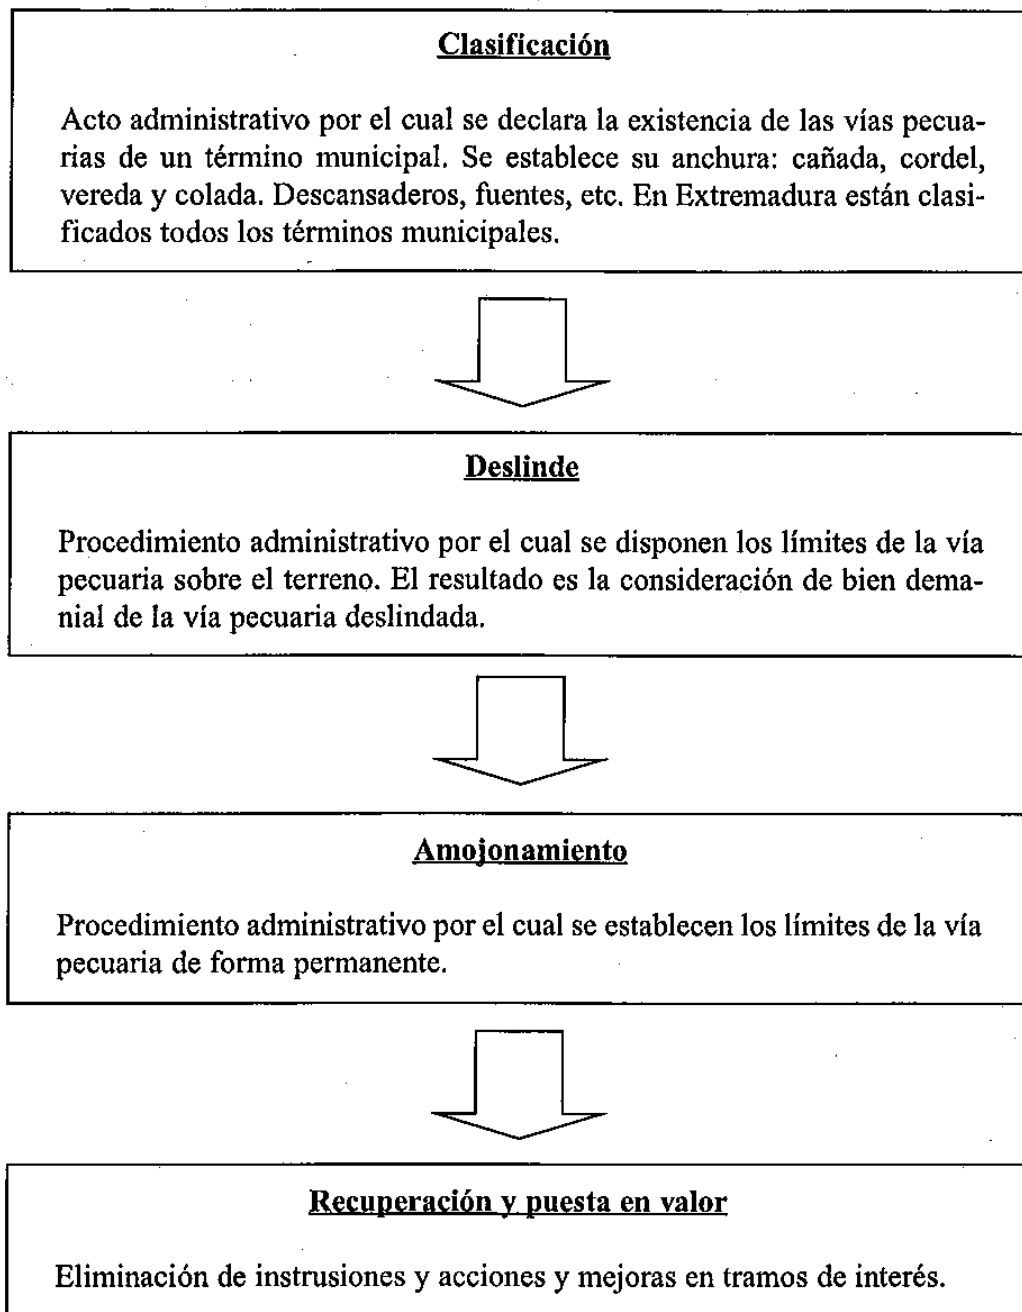 Clasificación
Acto administrativo por el cual se declara la existencia de las vías pecua-
rias de un término municipal. Se establece su anchura: cañada, cordel,
vereda y colada. Descansaderos, fuentes, etc. En Extremadura están clasi-
ficados todos los términos municipales.
Deslinde
Procedimiento administrativo por el cual se disponen los límites de la vía
pecuaria sobre el terreno. El resultado es la consideración de bien dema-
nial de la vía pecuaria deslindada.
Amojonamiento
Procedimiento administrativo por el cual se establecen los límites de la vía
pecuaria de forma permanente.
Recuperación y puesta en valor
Eliminación de instrusiones y acciones y mejoras en tramos de interés.